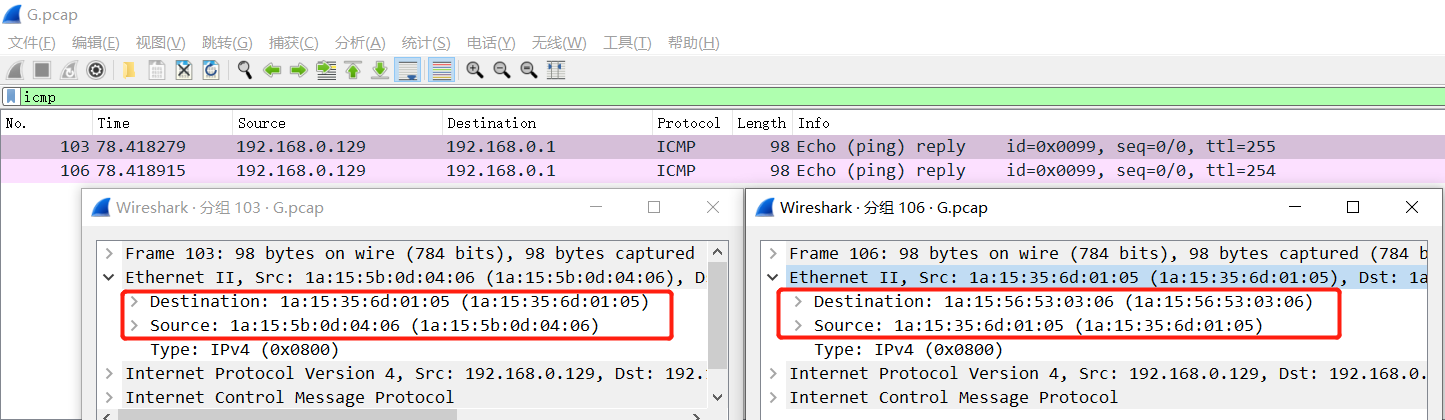 G.pcap
文件(F) 编辑(E) 视图(V) 跳转(G) 捕获(C) 分析(A) 统计(S) 电话(Y) 无线(W) 工具(T) 帮助(H)
icmp
No. Time Source Destination Protocol Length Info
103 78.418279 192.168.0.129 192.168.0.1 ICMP 98 Echo (ping) reply id=0x0099, seq=0/0, ttl=255
106 78.418915 192.168.0.129 192.168.0.1 ICMP 98 Echo (ping) reply id=0x0099, seq=0/0, ttl=254
Wireshark · 分组 103 · G.pcap
Frame 103: 98 bytes on wire (784 bits), 98 bytes captured
Ethernet II, Src: 1a:15:5b:0d:04:06 (1a:15:5b:0d:04:06), D
Destination: 1a:15:35:6d:01:05 (1a:15:35:6d:01:05)
Source: 1a:15:5b:0d:04:06 (1a:15:5b:0d:04:06)
Type: IPv4 (0x0800)
Internet Protocol Version 4, Src: 192.168.0.129, Dst: 192.
Internet Control Message Protocol
Wireshark · 分组 106 · G.pcap
Frame 106: 98 bytes on wire (784 bits), 98 bytes captured (784 b
Ethernet II, Src: 1a:15:35:6d:01:05 (1a:15:35:6d:01:05), Dst: 1a
Destination: 1a:15:56:53:03:06 (1a:15:56:53:03:06)
Source: 1a:15:35:6d:01:05 (1a:15:35:6d:01:05)
Type: IPv4 (0x0800)
Internet Protocol Version 4, Src: 192.168.0.129, Dst: 192.168.0.
Internet Control Message Protocol